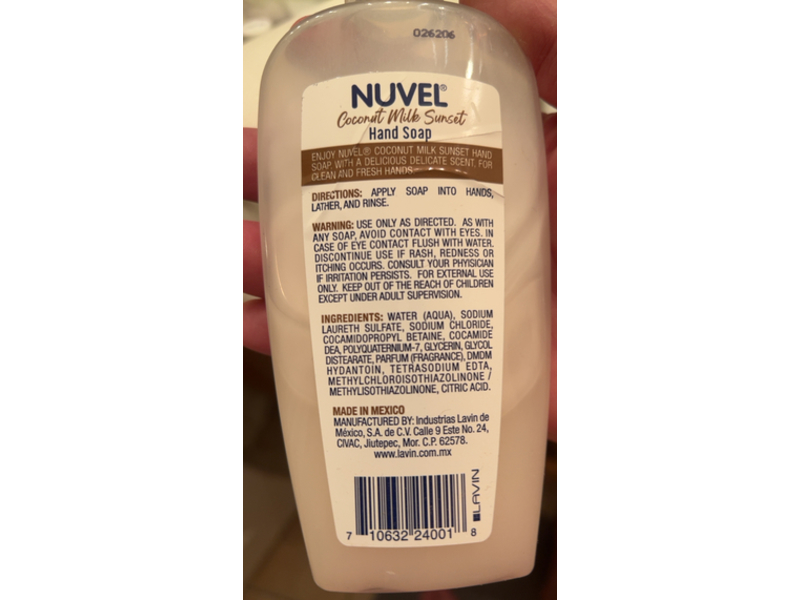 026206
NUVEL®
Coconut Milk Sunset
Hand Soap
ENJOY NUVEL® COCONUT MILK SUNSET HAND
SOAP, WITH A DELICIOUS DELICATE SCENT, FOR
CLEAN AND FRESH HANDS
DIRECTIONS: APPLY SOAP INTO HANDS,
LATHER, AND RINSE.
WARNING: USE ONLY AS DIRECTED. AS WITH
ANY SOAP, AVOID CONTACT WITH EYES. IN
CASE OF EYE CONTACT FLUSH WITH WATER.
DISCONTINUE USE IF RASH, REDNESS OR
ITCHING OCCURS. CONSULT YOUR PHYISICIAN
IF IRRITATION PERSISTS. FOR EXTERNAL USE
ONLY. KEEP OUT OF THE REACH OF CHILDREN
EXCEPT UNDER ADULT SUPERVISION.
INGREDIENTS: WATER (AQUA), SODIUM
LAURETH SULFATE, SODIUM CHLORIDE,
COCAMIDOPROPYL BETAINE, COCAMIDE
DEA, POLYQUATERNIUM-7, GLYCERIN, GLYCOL
DISTEARATE, PARFUM (FRAGRANCE), DMDM
HYDANTOIN, TETRASODIUM EDTA,
METHYLCHLOROISOTHIAZOLINONE /
METHYLISOTHIAZOLINONE, CITRIC ACID.
MADE IN MEXICO
MANUFACTURED BY: Industrias Lavin de
México, S.A. de C.V. Calle 9 Este No. 24,
CIVAC, Jiutepec, Mor. C.P. 62578.
www.lavin.com.mx
LAVIN
7 10632 24001 8